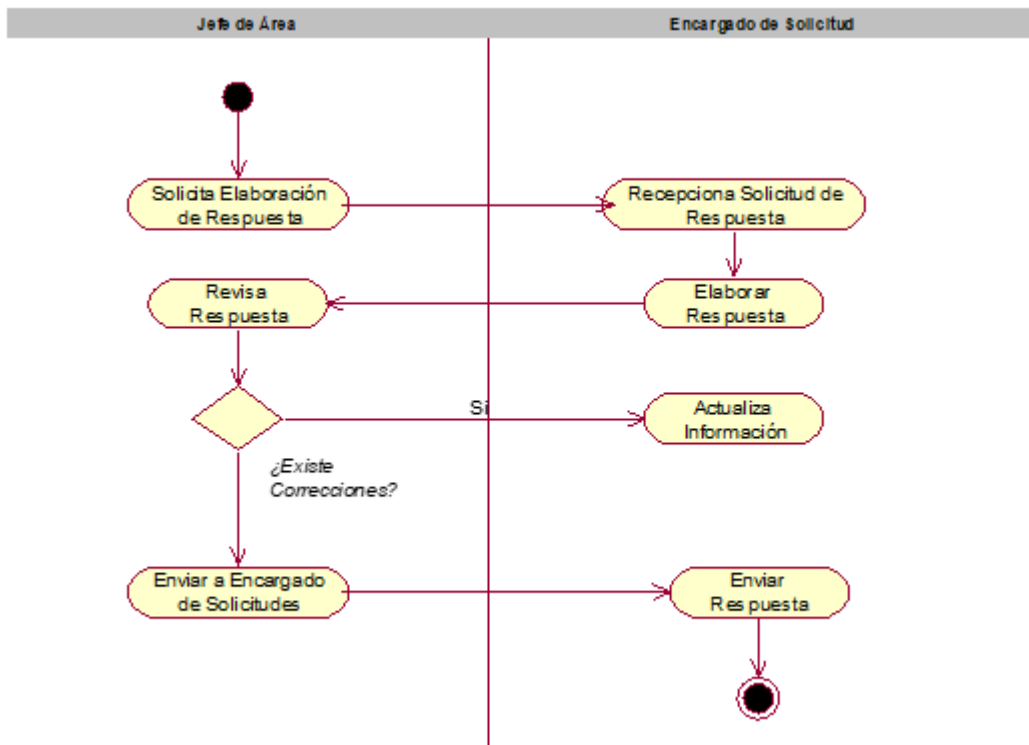 Jefe de Área
Encargado de Solicitud
Solicita Elaboración
de Respuesta
Recepciona Solicitud de
Respuesta
Revisa
Respuesta
Elaborar
Respuesta
Si
Actualiza
Información
¿Existe
Correcciones?
Enviar a Encargado
de Solicitudes
Enviar
Respuesta